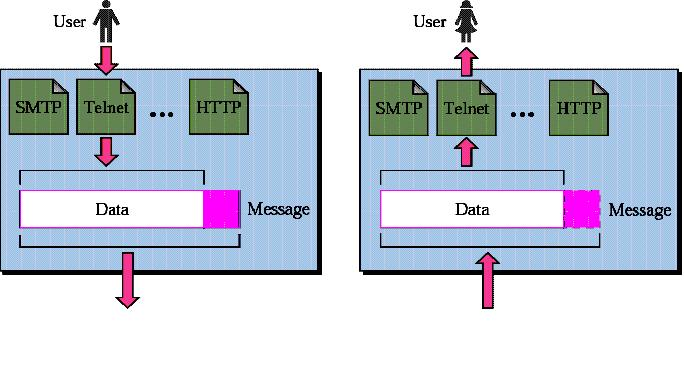 User
SMTP
Telnet
...
HTTP
Data
Message
User
SMTP
Telnet
...
HTTP
Data
Message